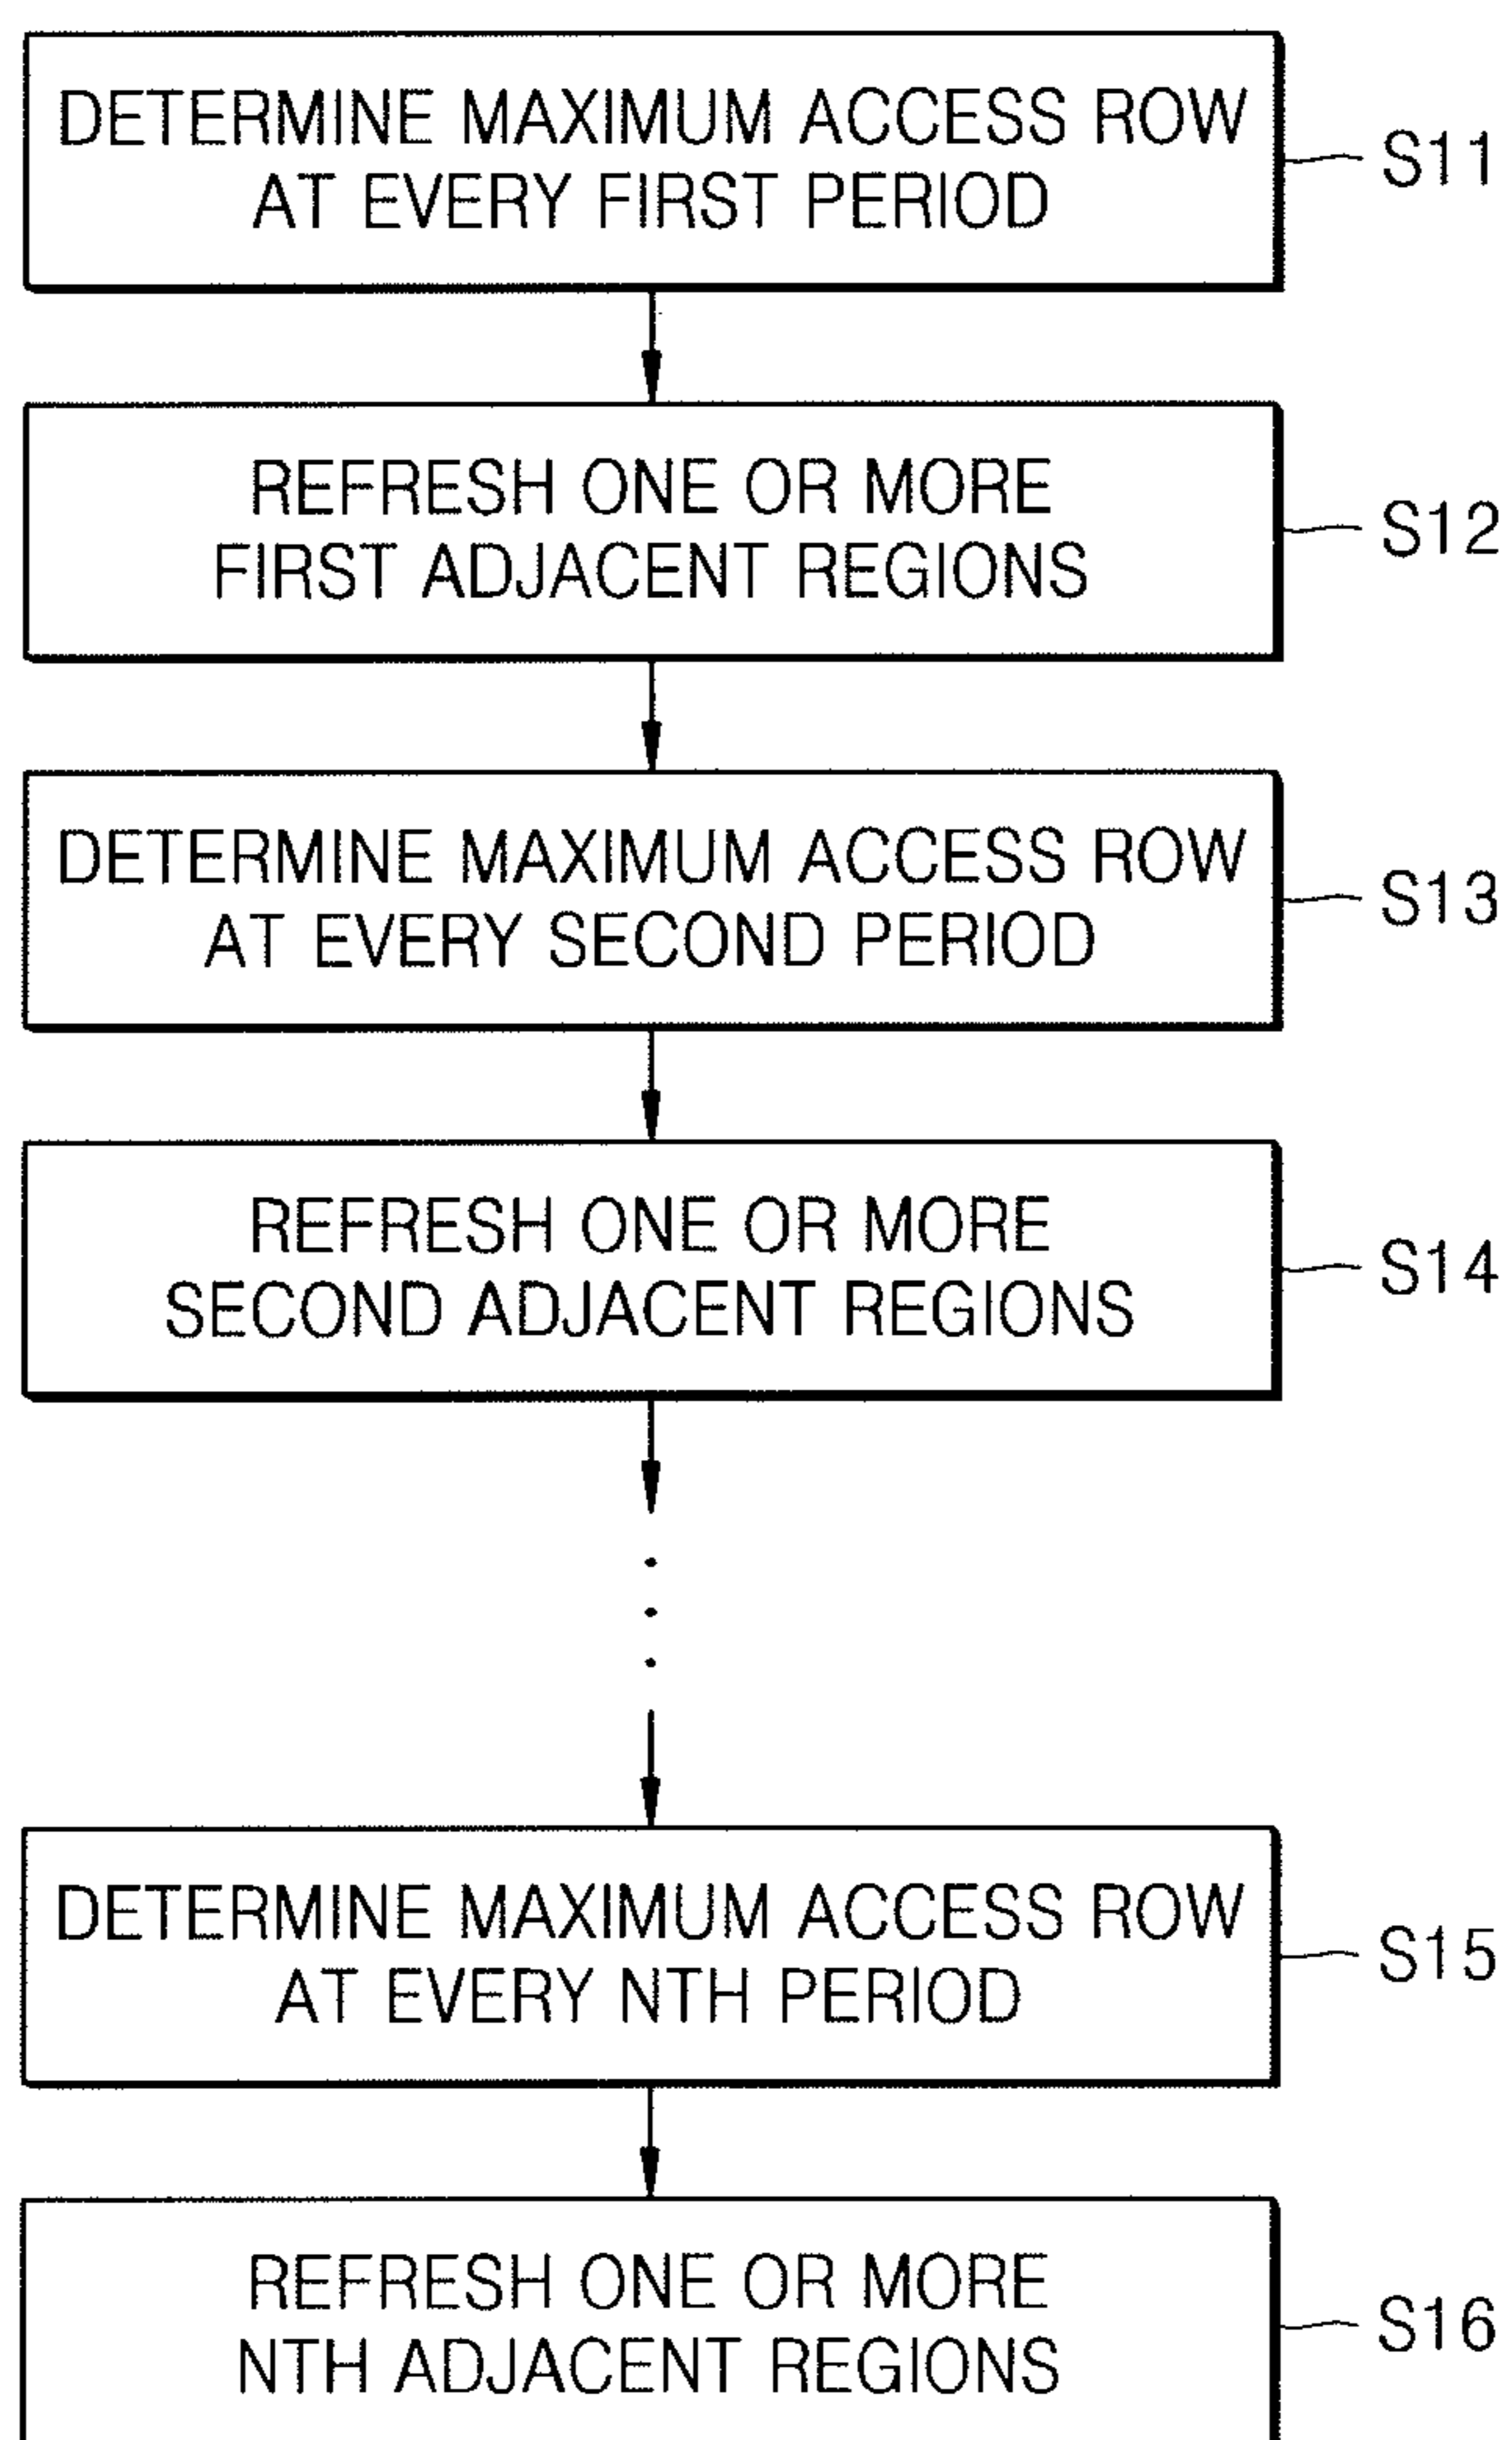 DETERMINE MAXIMUM ACCESS ROW
AT EVERY FIRST PERIOD
S11
REFRESH ONE OR MORE
FIRST ADJACENT REGIONS
S12
DETERMINE MAXIMUM ACCESS ROW
AT EVERY SECOND PERIOD
S13
REFRESH ONE OR MORE
SECOND ADJACENT REGIONS
S14
DETERMINE MAXIMUM ACCESS ROW
AT EVERY NTH PERIOD
S15
REFRESH ONE OR MORE
NTH ADJACENT REGIONS
S16